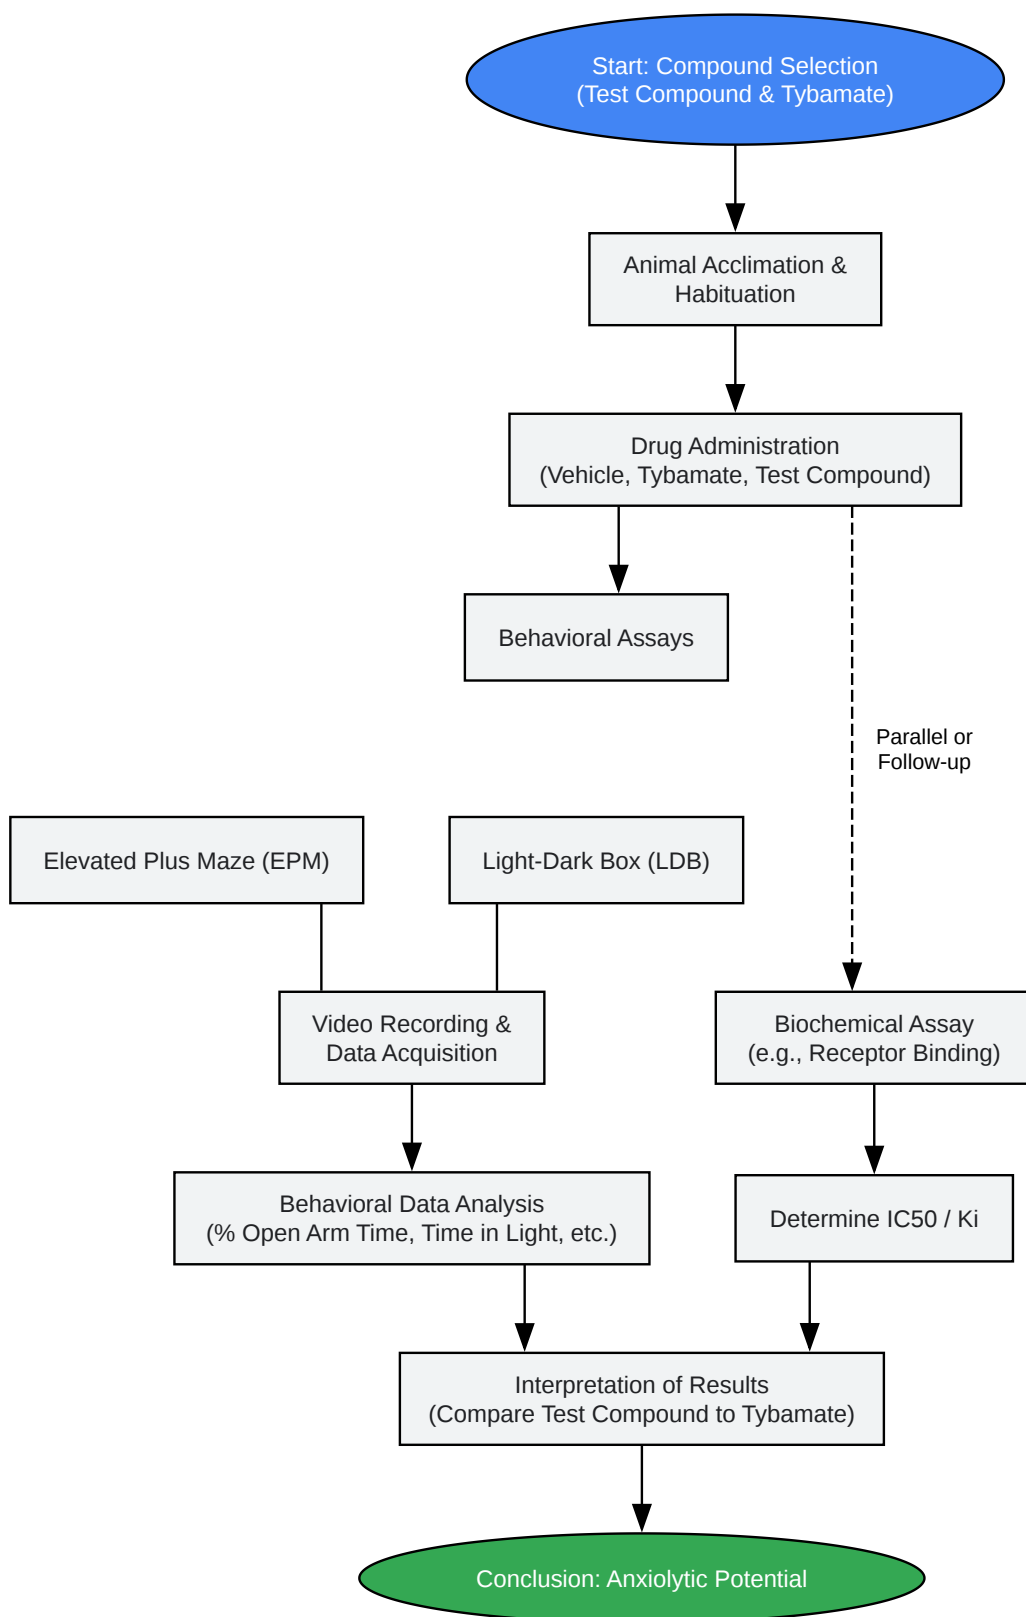 Start: Compound Selection
(Test Compound & Tybamate)
Animal Acclimation &
Habituation
Drug Administration
(Vehicle, Tybamate, Test Compound)
Behavioral Assays
Parallel or
Follow-up
Elevated Plus Maze (EPM)
Light-Dark Box (LDB)
Video Recording &
Data Acquisition
Biochemical Assay
(e.g., Receptor Binding)
Behavioral Data Analysis
(% Open Arm Time, Time in Light, etc.)
Determine IC50 / Ki
Interpretation of Results
(Compare Test Compound to Tybamate)
Conclusion: Anxiolytic Potential